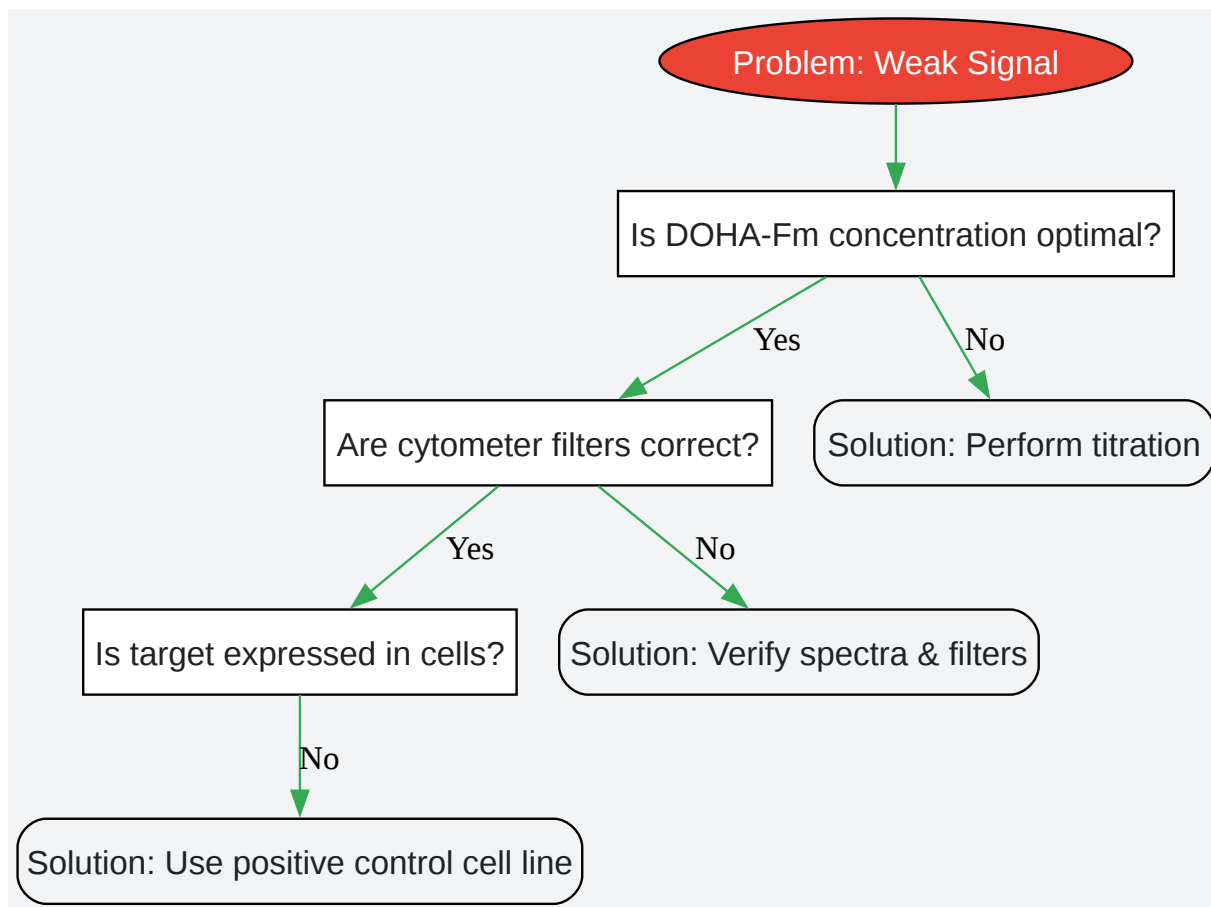 Problem: Weak Signal
Is DOHA-Fm concentration optimal?
Yes
No
Are cytometer filters correct?
Solution: Perform titration
Yes
No
Is target expressed in cells?
Solution: Verify spectra & filters
No
Solution: Use positive control cell line